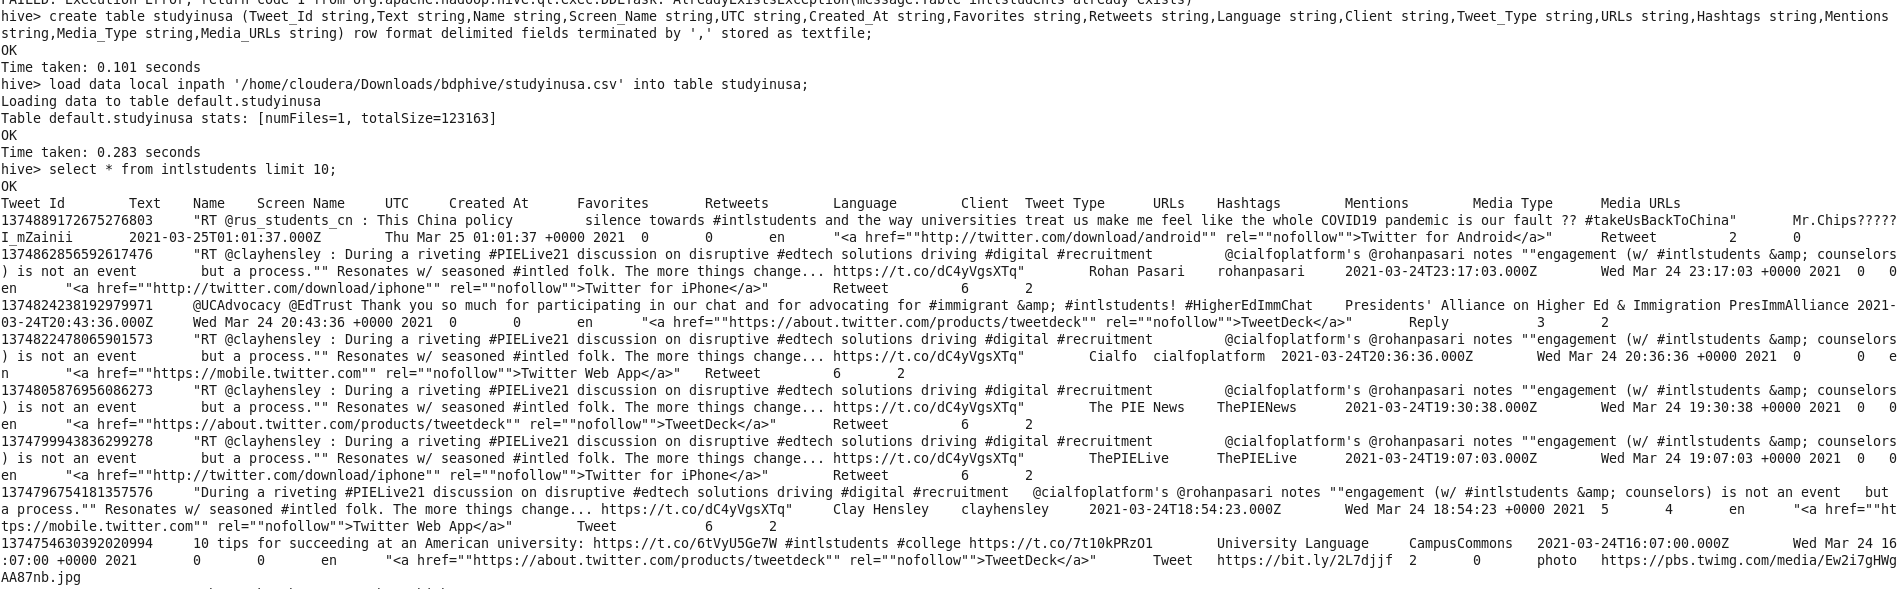 FAILED: Execution Error, return code 1 from org.apache.hadoop.hive.ql.exec.DDLTask. AlreadyExistsException(message:Table intlstudents already exists)
hive> create table studyinusa (Tweet_Id string,Text string,Name string,Screen_Name string,UTC string,Created_At string,Favorites string,Retweets string,Language string,Client string,Tweet_Type string,URLs string,Hashtags string,Mentions
string,Media_Type string,Media_URLs string) row format delimited fields terminated by ',' stored as textfile;
OK
Time taken: 0.101 seconds
hive> load data local inpath '/home/cloudera/Downloads/bdphive/studyinusa.csv' into table studyinusa;
Loading data to table default.studyinusa
Table default.studyinusa stats: [numFiles=1, totalSize=123163]
OK
Time taken: 0.283 seconds
hive> select * from intlstudents limit 10;
OK
Tweet Id Text Name Screen Name UTC Created At Favorites Retweets Language Client Tweet Type URLs Hashtags Mentions Media Type Media URLs
1374889172675276803 "RT @rus_students_cn : This China policy silence towards #intlstudents and the way universities treat us make me feel like the whole COVID19 pandemic is our fault ?? #takeUsBackToChina" Mr.Chips?????
I_mZainii 2021-03-25T01:01:37.000Z Thu Mar 25 01:01:37 +0000 2021 0 0 en "<a href=""http://twitter.com/download/android"" rel=""nofollow"">Twitter for Android</a>" Retweet 2 0
1374862856592617476 "RT @clayhensley : During a riveting #PIELive21 discussion on disruptive #edtech solutions driving #digital #recruitment @cialfoplatform's @rohanpasari notes ""engagement (w/ #intlstudents &amp; counselors
) is not an event but a process."" Resonates w/ seasoned #intled folk. The more things change... https://t.co/dC4yVgsXTq" Rohan Pasari rohanpasari 2021-03-24T23:17:03.000Z Wed Mar 24 23:17:03 +0000 2021 0 0
en "<a href=""http://twitter.com/download/iphone"" rel=""nofollow"">Twitter for iPhone</a>" Retweet 6 2
1374824238192979971 @UCAdvocacy @EdTrust Thank you so much for participating in our chat and for advocating for #immigrant &amp; #intlstudents! #HigherEdImmChat Presidents' Alliance on Higher Ed & Immigration PresImmAlliance 2021-
03-24T20:43:36.000Z Wed Mar 24 20:43:36 +0000 2021 0 0 en "<a href=""https://about.twitter.com/products/tweetdeck"" rel=""nofollow"">TweetDeck</a>" Reply 3 2
1374822478065901573 "RT @clayhensley : During a riveting #PIELive21 discussion on disruptive #edtech solutions driving #digital #recruitment @cialfoplatform's @rohanpasari notes ""engagement (w/ #intlstudents &amp; counselors
) is not an event but a process."" Resonates w/ seasoned #intled folk. The more things change... https://t.co/dC4yVgsXTq" Cialfo cialfoplatform 2021-03-24T20:36:36.000Z Wed Mar 24 20:36:36 +0000 2021 0 0 e
n "<a href=""https://mobile.twitter.com"" rel=""nofollow"">Twitter Web App</a>" Retweet 6 2
1374805876956086273 "RT @clayhensley : During a riveting #PIELive21 discussion on disruptive #edtech solutions driving #digital #recruitment @cialfoplatform's @rohanpasari notes ""engagement (w/ #intlstudents &amp; counselors
) is not an event but a process."" Resonates w/ seasoned #intled folk. The more things change... https://t.co/dC4yVgsXTq" The PIE News ThePIENews 2021-03-24T19:30:38.000Z Wed Mar 24 19:30:38 +0000 2021 0 0
en "<a href=""https://about.twitter.com/products/tweetdeck"" rel=""nofollow"">TweetDeck</a>" Retweet 6 2
1374799943836299278 "RT @clayhensley : During a riveting #PIELive21 discussion on disruptive #edtech solutions driving #digital #recruitment @cialfoplatform's @rohanpasari notes ""engagement (w/ #intlstudents &amp; counselors
) is not an event but a process."" Resonates w/ seasoned #intled folk. The more things change... https://t.co/dC4yVgsXTq" ThePIELive ThePIELive 2021-03-24T19:07:03.000Z Wed Mar 24 19:07:03 +0000 2021 0 0
en "<a href=""http://twitter.com/download/iphone"" rel=""nofollow"">Twitter for iPhone</a>" Retweet 6 2
1374796754181357576 "During a riveting #PIELive21 discussion on disruptive #edtech solutions driving #digital #recruitment @cialfoplatform's @rohanpasari notes ""engagement (w/ #intlstudents &amp; counselors) is not an event but
a process."" Resonates w/ seasoned #intled folk. The more things change... https://t.co/dC4yVgsXTq" Clay Hensley clayhensley 2021-03-24T18:54:23.000Z Wed Mar 24 18:54:23 +0000 2021 5 4 en "<a href=""ht
tps://mobile.twitter.com"" rel=""nofollow"">Twitter Web App</a>" Tweet 6 2
1374754630392020994 10 tips for succeeding at an American university: https://t.co/6tVyU5Ge7W #intlstudents #college https://t.co/7t10kPRzO1 University Language CampusCommons 2021-03-24T16:07:00.000Z Wed Mar 24 16
:07:00 +0000 2021 0 0 en "<a href=""https://about.twitter.com/products/tweetdeck"" rel=""nofollow"">TweetDeck</a>" Tweet https://bit.ly/2L7djjf 2 0 photo https://pbs.twimg.com/media/Ew2i7gHWg
AA87nb.jpg